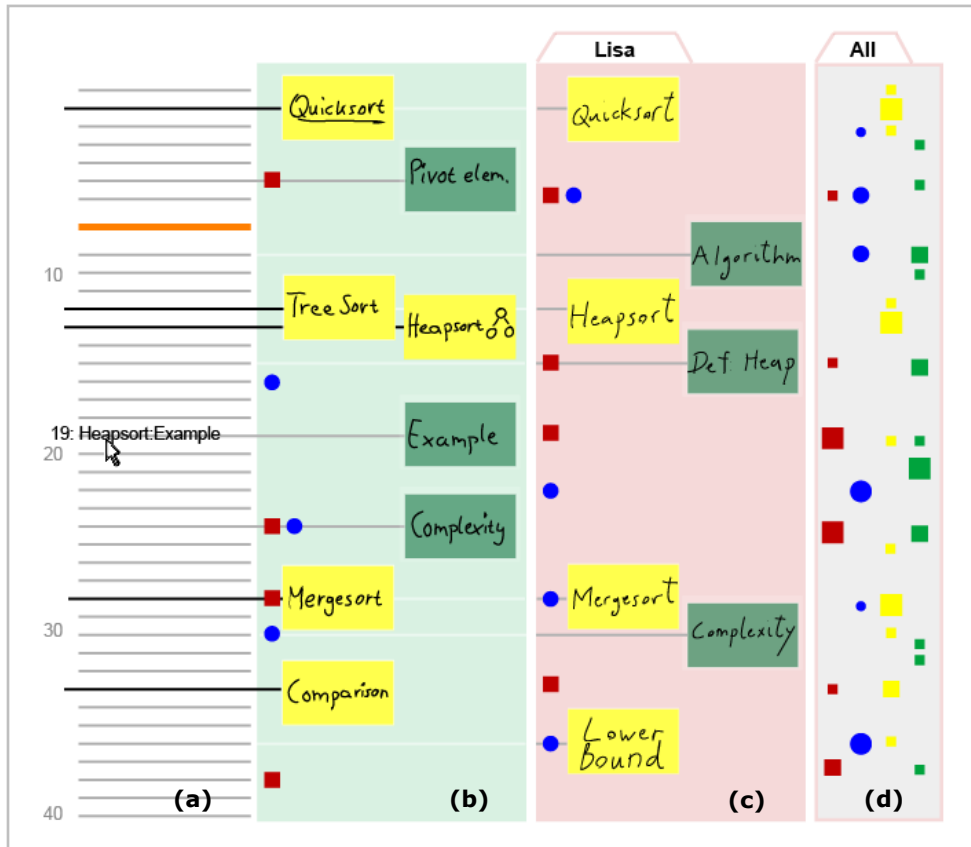 Lisa
All
Quicksort
Quicksort
Pivot elem.
Algorithm
10
Tree Sort
Heapsort
Heapsort
Def. Heap
19: Heapsort:Example
Example
20
Complexity
Mergesort
Mergesort
30
Complexity
Comparison
Lower
Bound
40
(a)
(b)
(c)
(d)